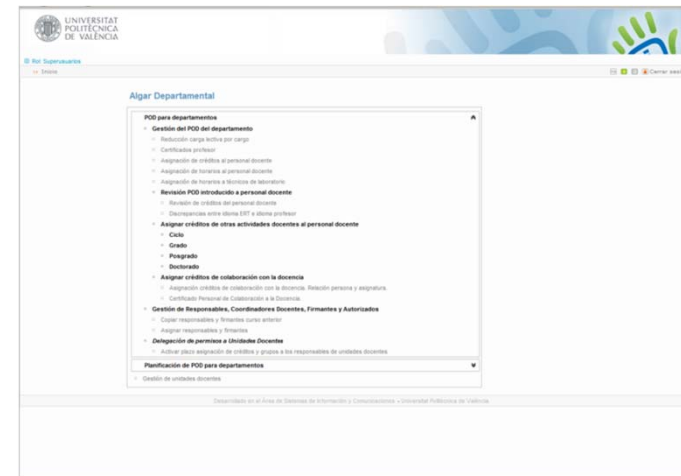 UNIVERSITAT
POLITÈCNICA
DE VALÈNCIA
Rol Superusuarios
Inicio
Cerrar sesi
Algar Departamental
POD para departamentos
Gestión del POD del departamento
Reducción carga lectiva por cargo
Certificados profesor
Asignación de créditos al personal docente
Asignación de horarios al personal docente
Asignación de horarios a técnicos de laboratorio
Revisión POD introducido a personal docente
Revisión de créditos del personal docente
Discrepancias entre idioma ERT e idioma profesor
Asignar créditos de otras actividades docentes al personal docente
Ciclo
Grado
Posgrado
Doctorado
Asignar créditos de colaboración con la docencia
Asignación créditos de colaboración con la docencia. Relación persona y asignatura.
Certificado Personal de Colaboración a la Docencia.
Gestión de Responsables, Coordinadores Docentes, Firmantes y Autorizados
Copiar responsables y firmantes curso anterior
Asignar responsables y firmantes
Delegación de permisos a Unidades Docentes
Activar plazo asignación de créditos y grupos a los responsables de unidades docentes
Planificación de POD para departamentos
Gestión de unidades docentes
Desarrollado en el Área de Sistemas de Información y Comunicaciones - Universitat Politècnica de València